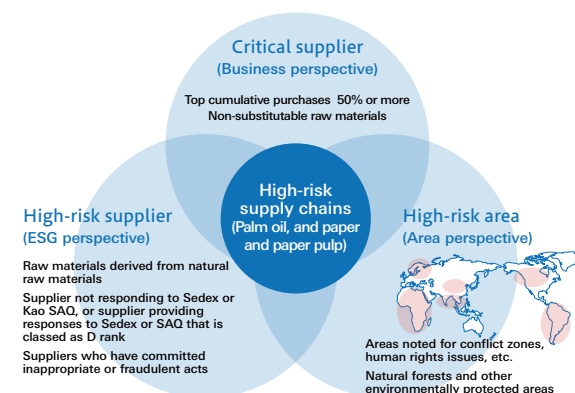 Critical supplier
(Business perspective)
Top cumulative purchases 50% or more
Non-substitutable raw materials
High-risk
supply chains
(Palm oil, and paper
and paper pulp)
High-risk supplier
(ESG perspective)
Raw materials derived from natural
raw materials
Supplier not responding to Sedex or
Kao SAQ, or supplier providing
responses to Sedex or SAQ that is
classed as D rank
Suppliers who have committed
inappropriate or fraudulent acts
High-risk area
(Area perspective)
Areas noted for conflict zones,
human rights issues, etc.
Natural forests and other
environmentally protected areas